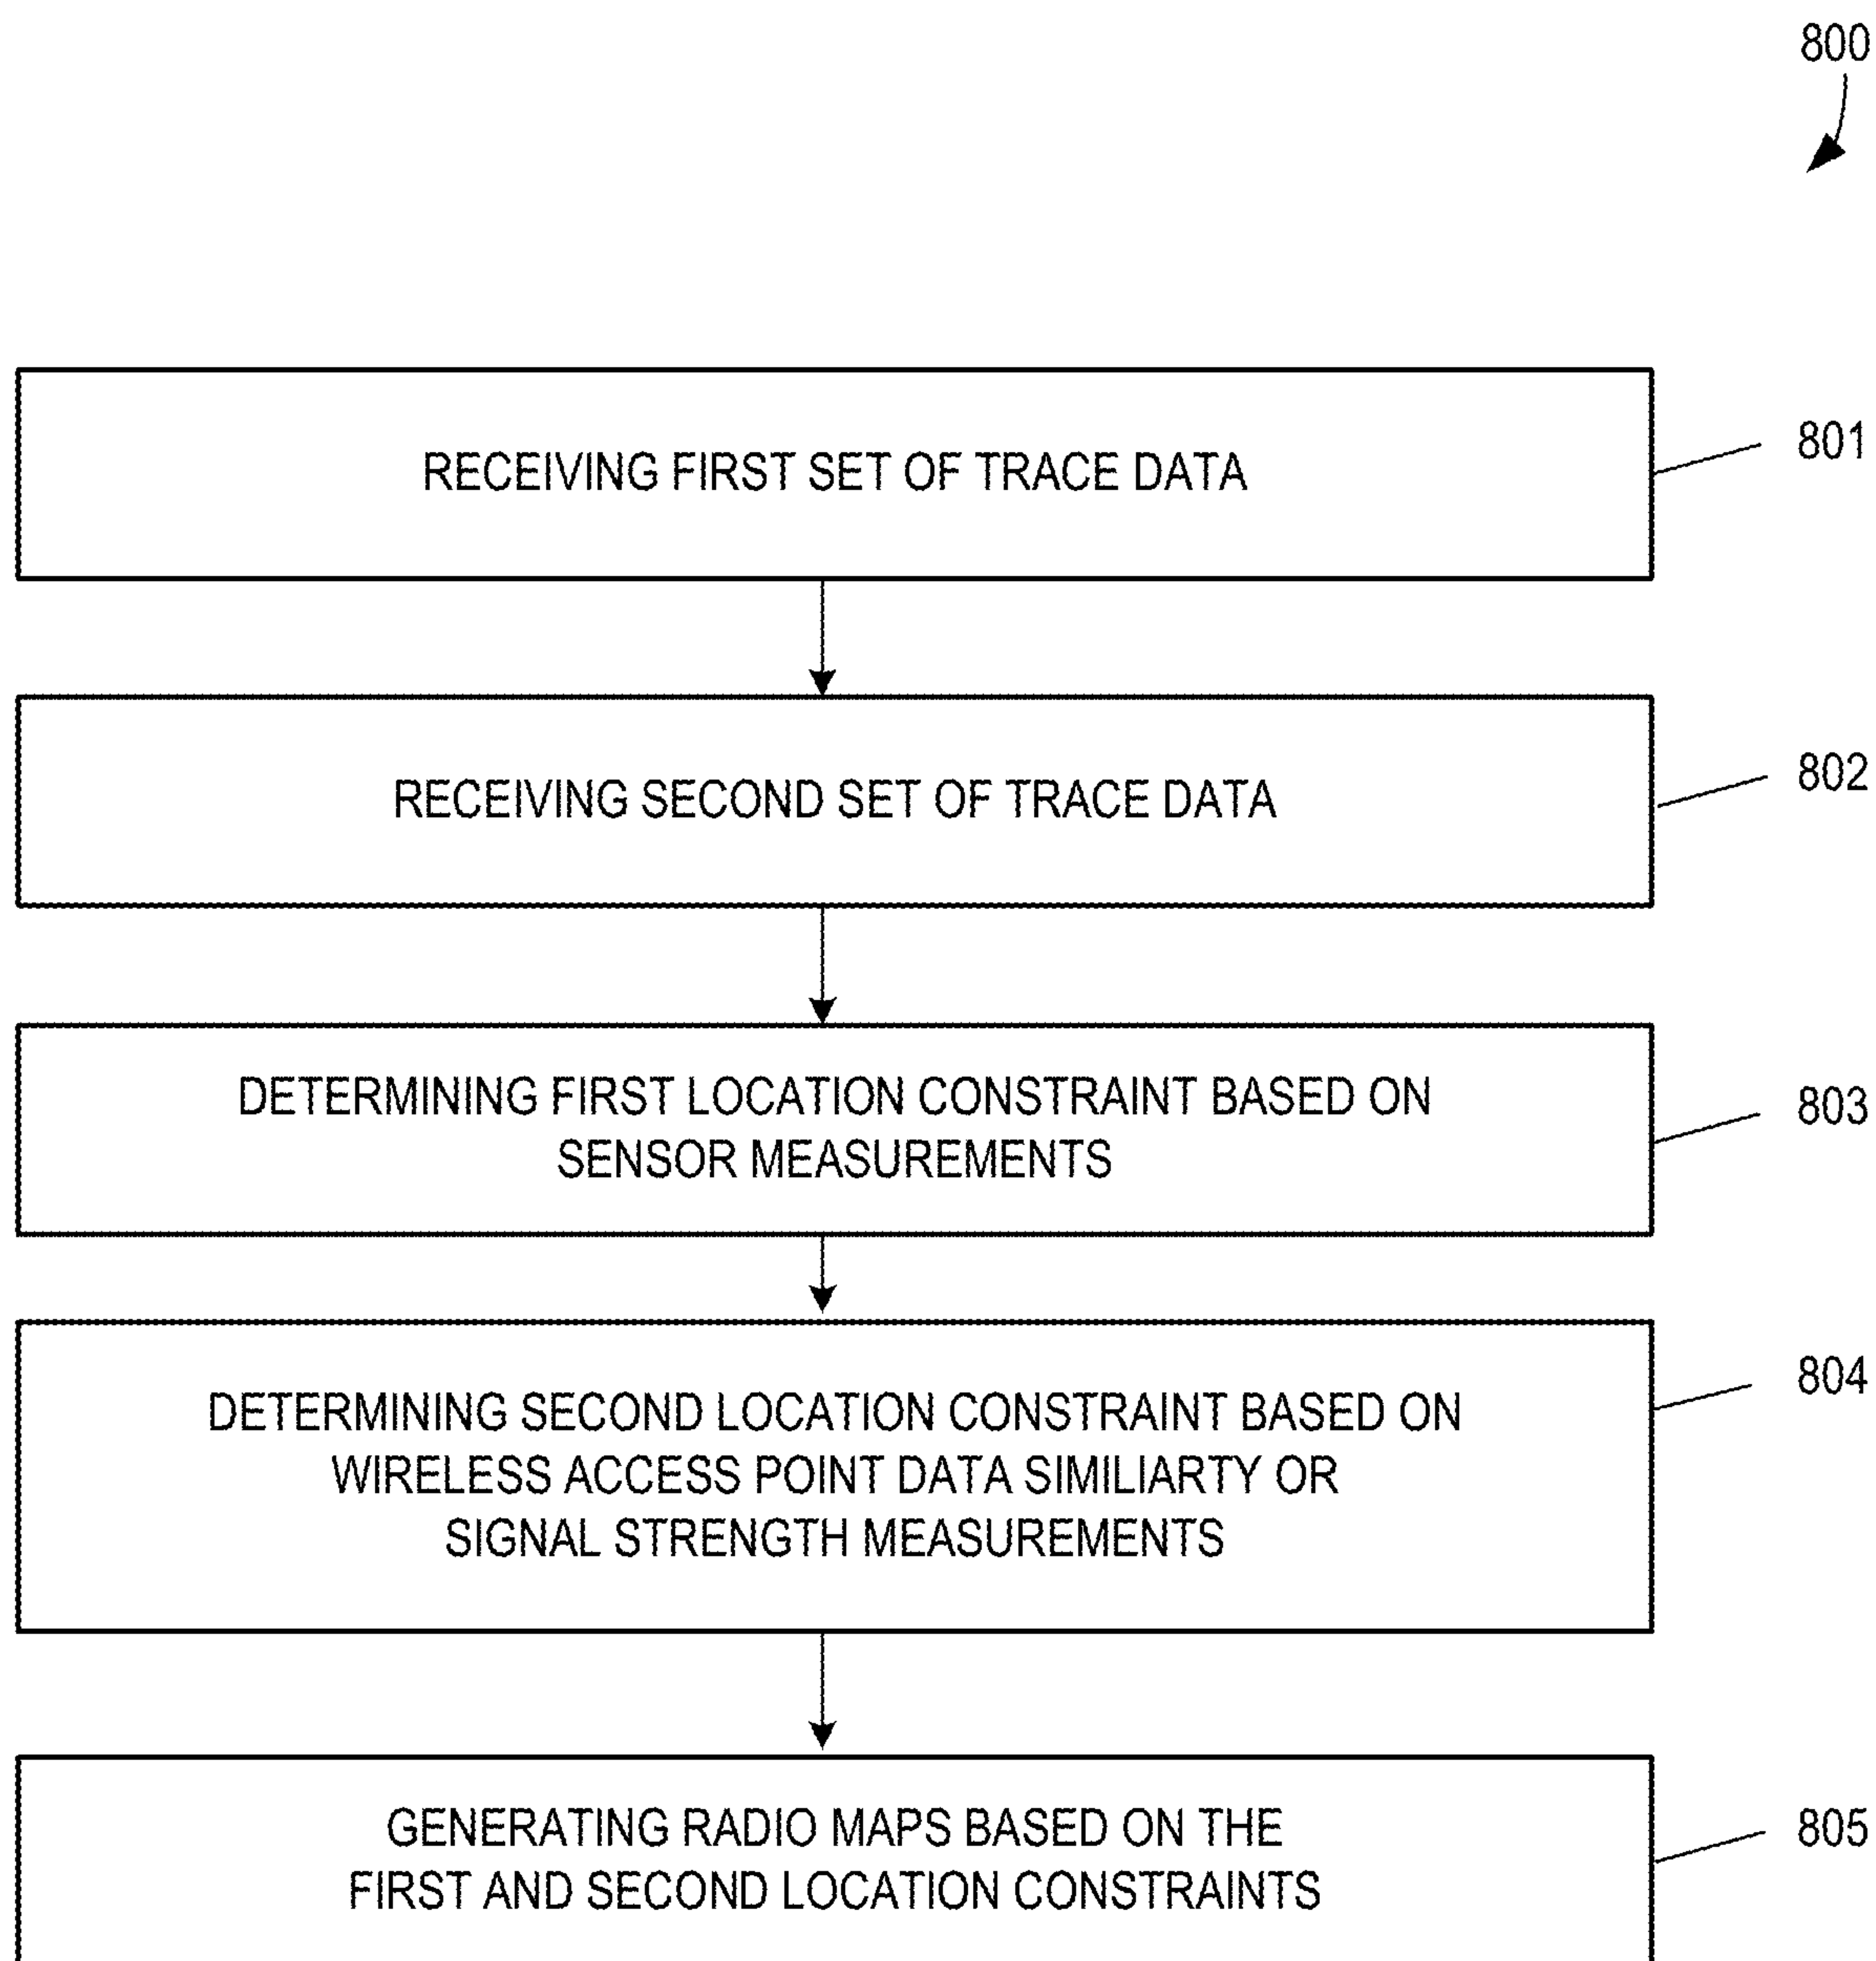 800
RECEIVING FIRST SET OF TRACE DATA
801
RECEIVING SECOND SET OF TRACE DATA
802
DETERMINING FIRST LOCATION CONSTRAINT BASED ON
SENSOR MEASUREMENTS
803
DETERMINING SECOND LOCATION CONSTRAINT BASED ON
WIRELESS ACCESS POINT DATA SIMILIARTY OR
SIGNAL STRENGTH MEASUREMENTS
804
GENERATING RADIO MAPS BASED ON THE
FIRST AND SECOND LOCATION CONSTRAINTS
805